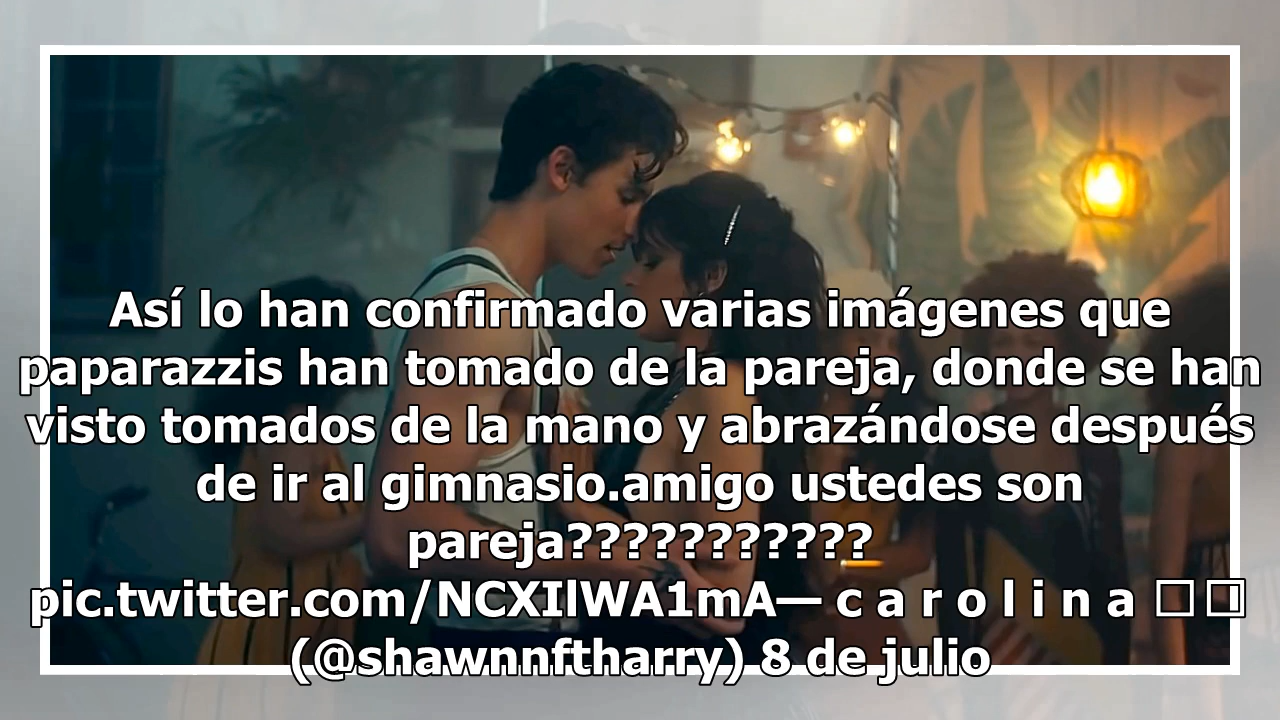 Así lo han confirmado varias imágenes que
paparazzis han tomado de la pareja, donde se han
visto tomados de la mano y abrazándose después
de ir al gimnasio.amigo ustedes son
pareja???????????
pic.twitter.com/NCXIlWA1mA— c a r o l i n a □□
(@shawnnftharry) 8 de julio